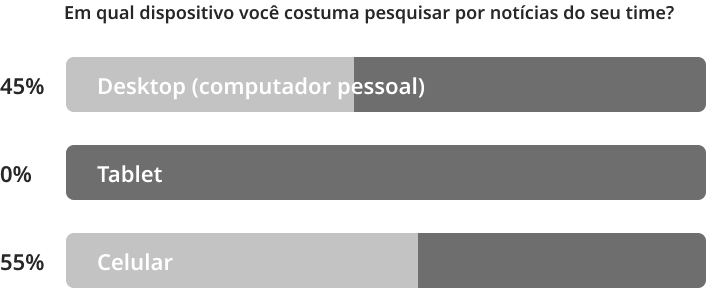 Em qual dispositivo você costuma pesquisar por notícias do seu time?
45% Desktop (computador pessoal)
0% Tablet
55% Celular